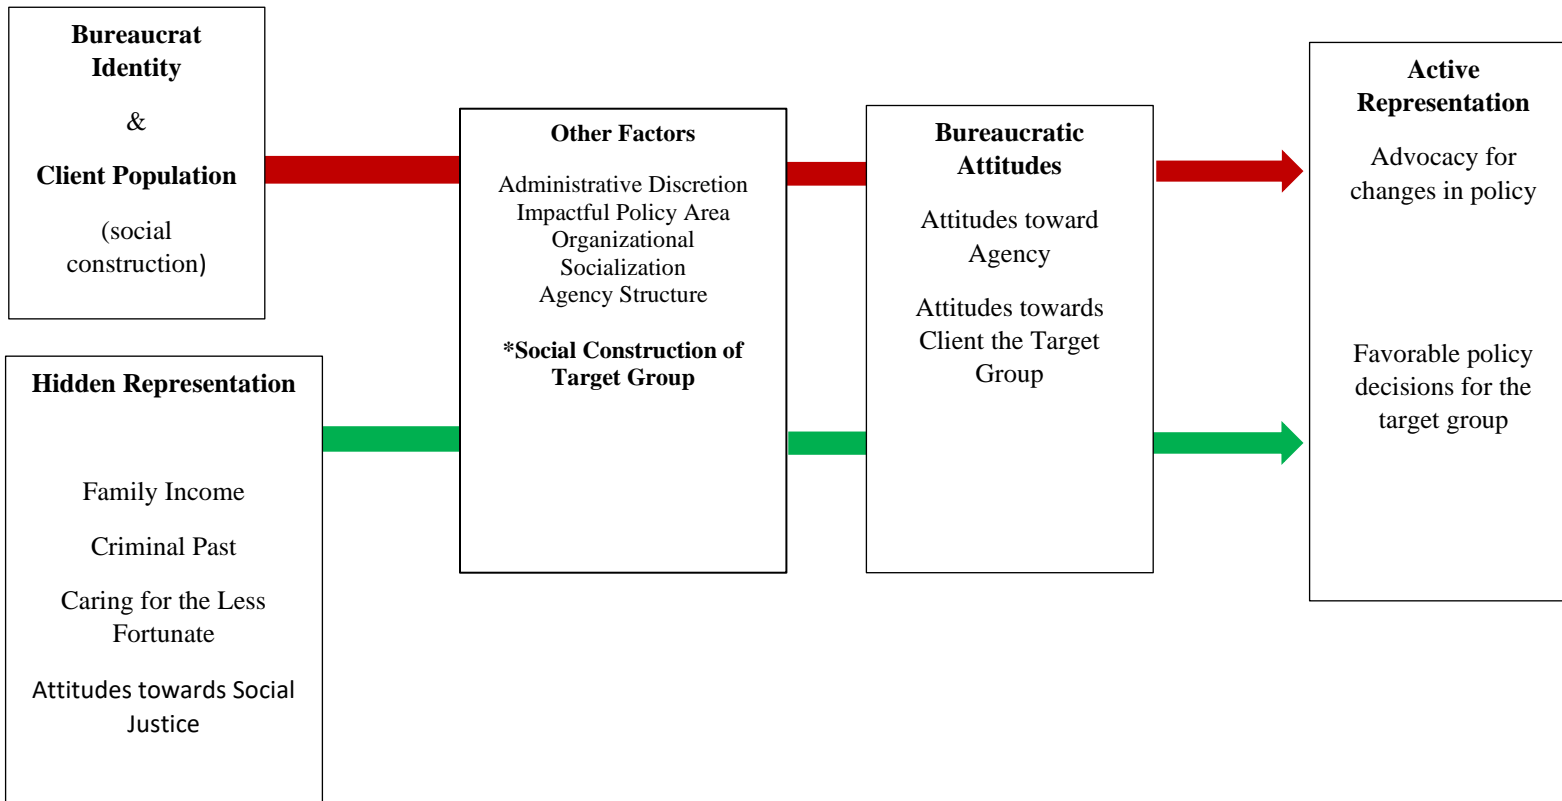 Bureaucrat
Identity
&
Client Population
(social
construction)
Hidden Representation
Family Income
Criminal Past
Caring for the Less
Fortunate
Attitudes towards Social
Justice
Other Factors
Administrative Discretion
Impactful Policy Area
Organizational
Socialization
Agency Structure
*Social Construction of
Target Group
Bureaucratic
Attitudes
Attitudes toward
Agency
Attitudes towards
Client the Target
Group
Active
Representation
Advocacy for
changes in policy
Favorable policy
decisions for the
target group